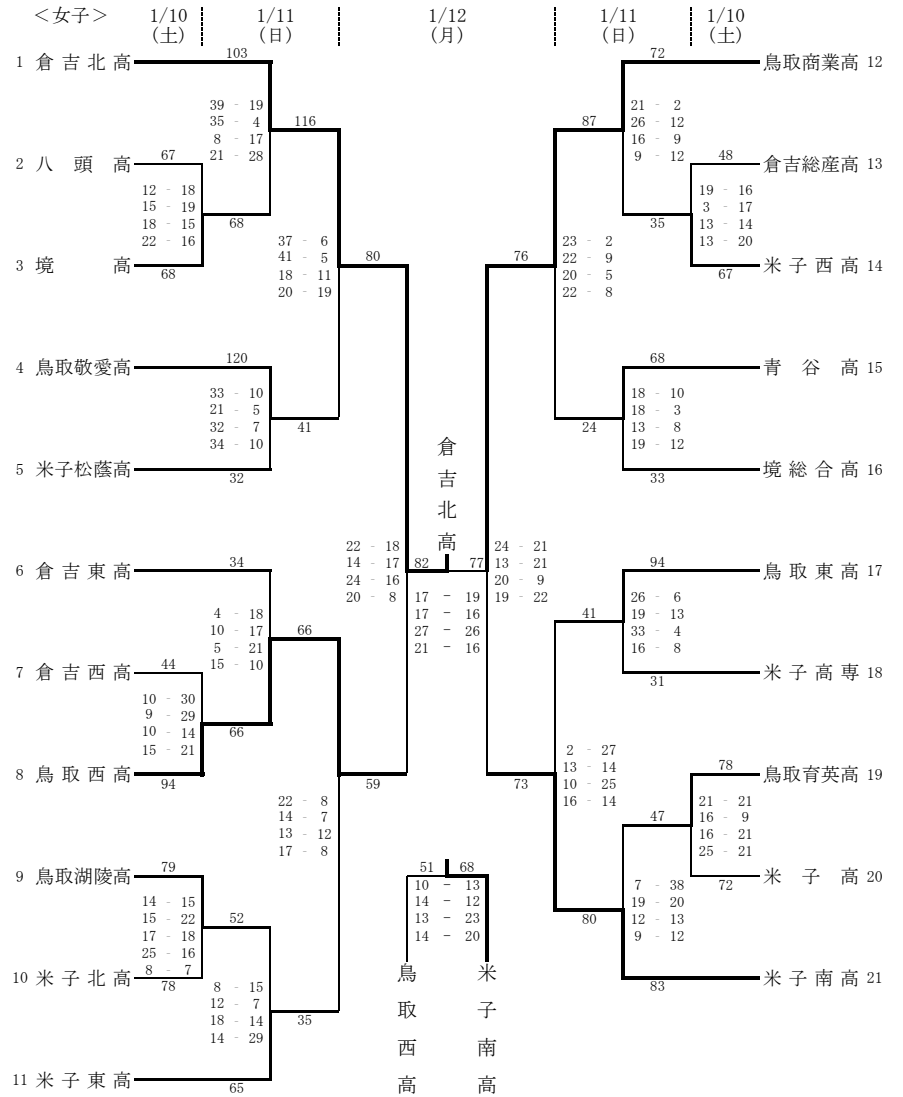 ＜女子＞ 1/10 1/11 1/12 1/11 1/10
（土） （日） （月） （日） （土）
103 72
1 倉吉北高 鳥取商業高 12
39 - 19 21 - 2
35 - 4 116 87 26 - 12
8 - 17 16 - 9
67 21 - 28 9 - 12 48
2 八頭高 倉吉総産高 13
12 - 18 19 - 16
15 - 19 3 - 17
18 - 15 68 35 13 - 14
22 - 16 37 - 6 23 - 2 13 - 20
41 - 5 80 76 22 - 9
3 境高 米子西高 14
68 18 - 11 20 - 5 67
20 - 19 22 - 8
120 68
4 鳥取敬愛高 青谷高 15
33 - 10 18 - 10
21 - 5 18 - 3
32 - 7 41 24 13 - 8
34 - 10 19 - 12
5 米子松蔭高 境総合高 16
32 33
倉吉北高
22 - 18 24 - 21
14 - 17 82 77 13 - 21
34 94
6 倉吉東高 鳥取東高 17
24 - 16 20 - 9
20 - 8 17 - 19 19 - 22
17 - 16
27 - 26
21 - 16
4 - 18 26 - 6
10 - 17 66 41 19 - 13
5 - 21 33 - 4
15 - 10 16 - 8
44
7 倉吉西高 米子高専 18
31
10 - 30
9 - 29
10 - 14 66
15 - 21 2 - 27
13 - 14 78
8 鳥取西高 鳥取育英高 19
94 59 73 10 - 25
22 - 8 16 - 14 21 - 21
14 - 7 47 16 - 9
13 - 12 16 - 21
17 - 8 25 - 21
79 51 68
9 鳥取湖陵高 米子高 20
72
10 - 13 7 - 38
14 - 15 14 - 12 19 - 20
15 - 22 52 13 - 23 80 12 - 13
17 - 18 14 - 20 9 - 12
25 - 16
8 - 7
10 米子北高 鳥取西高 米子南高 米子南高 21
78 83
8 - 15
12 - 7
18 - 14 35
14 - 29
11 米子東高
65